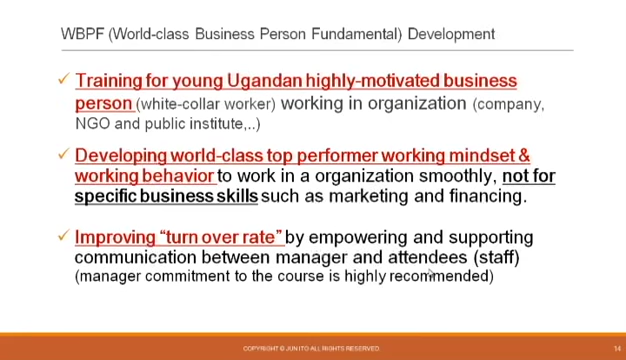 WBPF (World-class Business Person Fundamental) Development
Training for young Ugandan highly-motivated business
person (white-collar worker) working in organization (company,
NGO and public institute,..)
Developing world-class top performer working mindset &
working behavior to work in a organization smoothly, not for
specific business skills such as marketing and financing.
Improving “turn over rate” by empowering and supporting
communication between manager and attendees (staff)
(manager commitment to the course is highly recommended)
COPYRIGHT © JUN ITO ALL RIGHTS RESERVED.
14